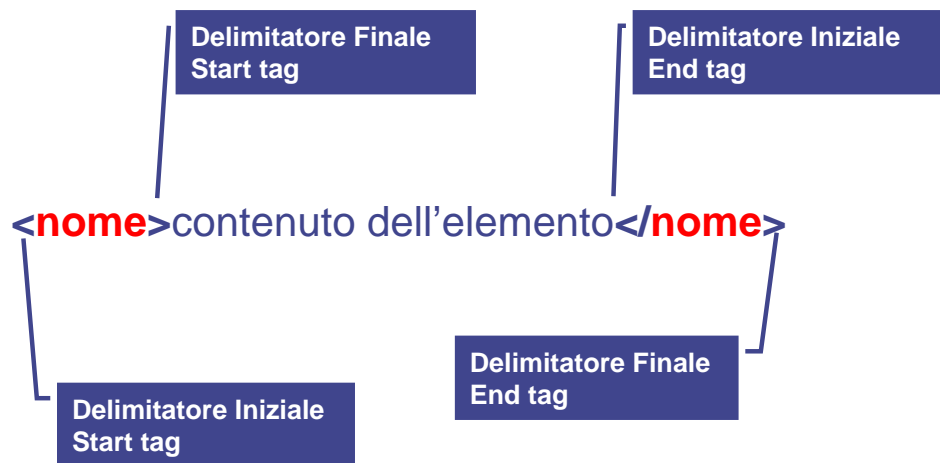 Delimitatore Finale
Start tag
Delimitatore Iniziale
End tag
<nome>contenuto dell’elemento</nome>
Delimitatore Finale
End tag
Delimitatore Iniziale
Start tag